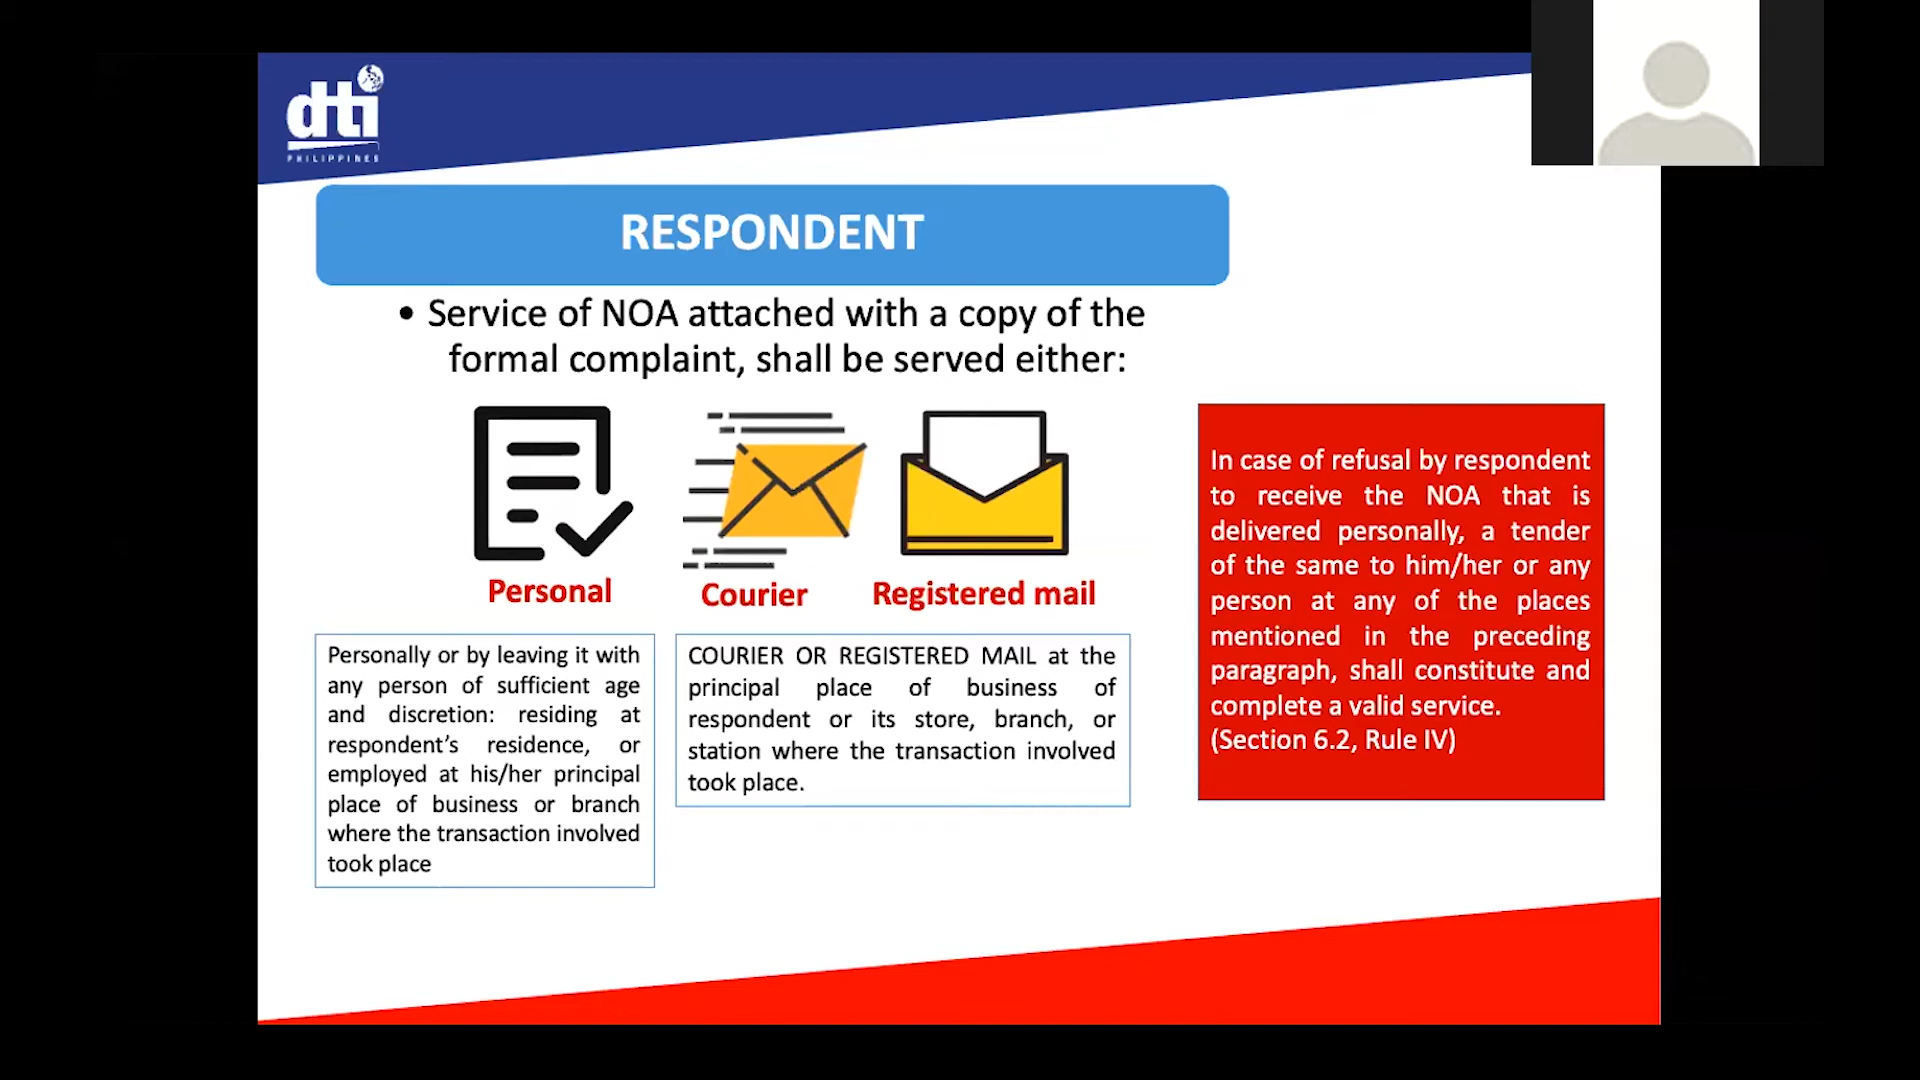 dti
PHILIPPINES
RESPONDENT
• Service of NOA attached with a copy of the
formal complaint, shall be served either:
Personal
Courier
Registered mail
Personally or by leaving it with
any person of sufficient age
and discretion: residing at
respondent's residence, or
employed at his/her principal
place of business or branch
where the transaction involved
took place
COURIER OR REGISTERED MAIL at the
principal place of business of
respondent or its store, branch, or
station where the transaction involved
took place.
In case of refusal by respondent
to receive the NOA that is
delivered personally, a tender
of the same to him/her or any
person at any of the places
mentioned in the preceding
paragraph, shall constitute and
complete a valid service.
(Section 6.2, Rule IV)